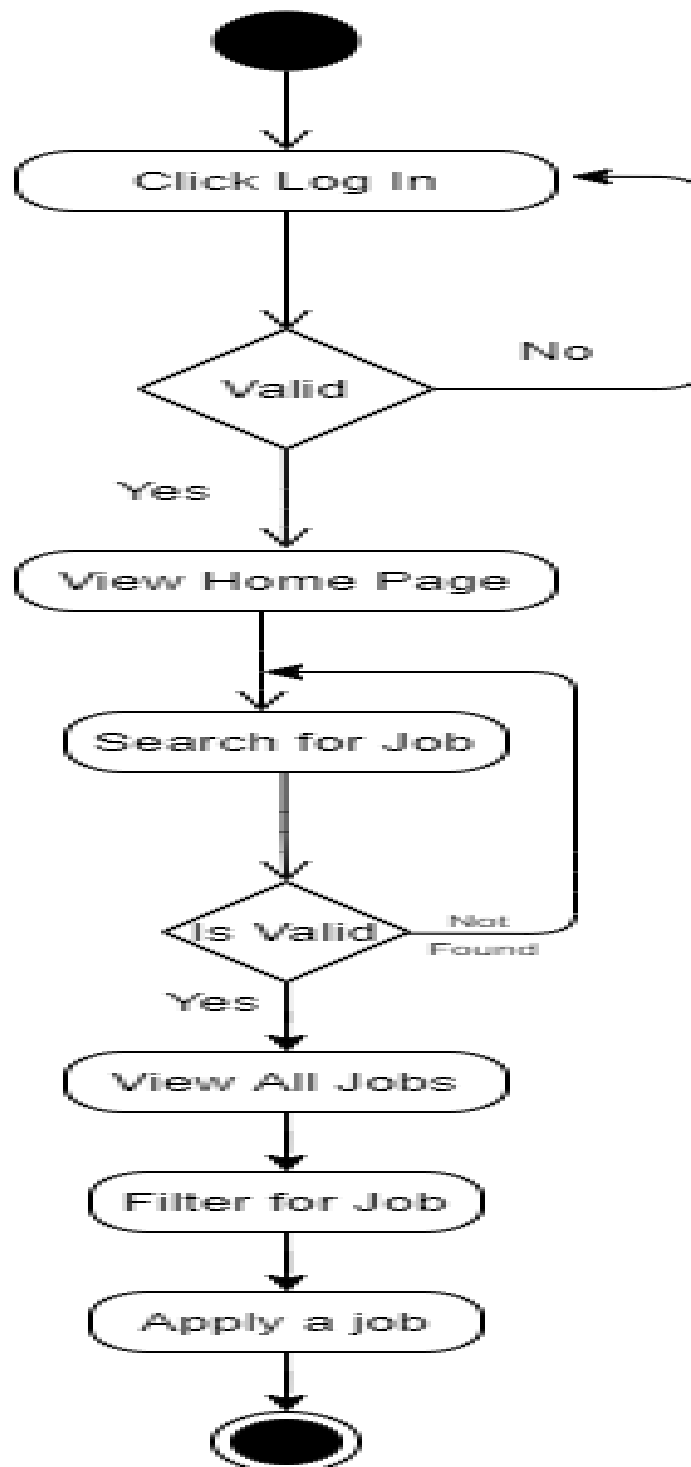 Click Log In
No
Valid
Yes
View Home Page
Search for Job
Not
Is Valid
Found
Yes
View All Jobs
Filter for Job
Apply a job